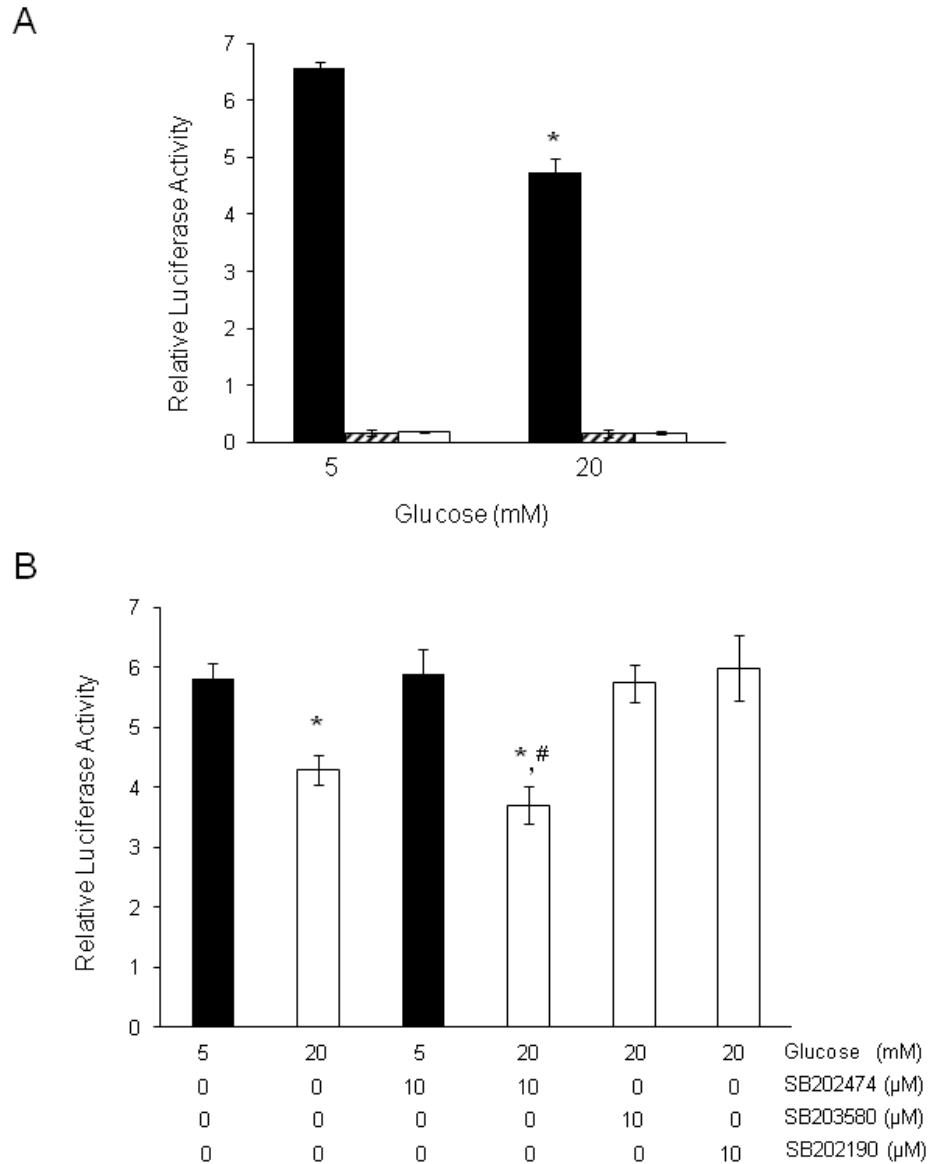 A
Relative Luciferase Activity
7
6
5
4
3
2
1
0
*
5 20
Glucose (mM)
B
Relative Luciferase Activity
7
6
5
4
3
2
1
0
*
*,#
5 20 5 20 20 20 Glucose (mM)
0 0 10 10 0 0 SB202474 (µM)
0 0 0 0 10 0 SB203580 (µM)
0 0 0 0 0 10 SB202190 (µM)